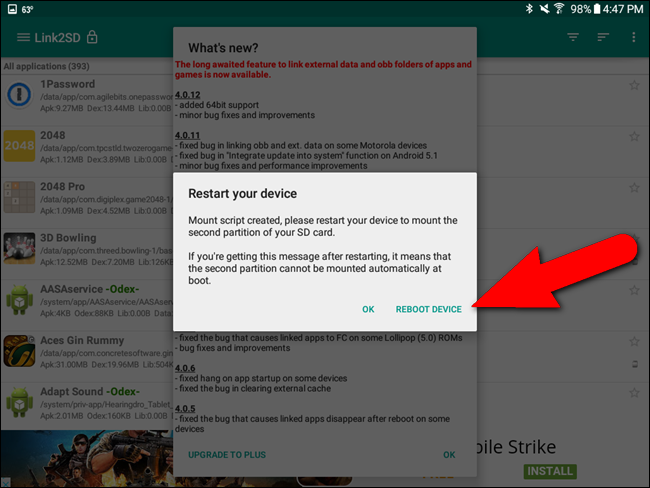 63°
98% 4:47 PM
Link2SD
All applications (393)
1Password
/data/app/com.agilebits.onepasswo
Apk:9.27MB Dex:13.44MB Lib:0.00B
2048
/data/app/com.tpcstld.twozerogame
Apk:1.12MB Dex:3.89MB Lib:0.00B
2048 Pro
/data/app/com.digiplex.game2048-1/
Apk:1.09MB Dex:4.52MB Lib:0.00B
3D Bowling
/data/app/com.threed.bowling-1/bas
Apk:12.52MB Dex:7.20MB Lib:126K
AASAservice -Odex-
/system/app/AASAservice/AASAservi
Apk:4KB Odex:88KB Lib:0.00B
Aces Gin Rummy
/data/app/com.concretesoftware.gin
Apk:31.00MB Dex:19.96MB Lib:504K
Adapt Sound -Odex-
/system/priv-app/Hearingdro_Tablet_
Apk:2.01MB Odex:160KB Lib:0.00B
What's new?
The long awaited feature to link external data and obb folders of apps and
games is now available.
4.0.12
- added 64bit support
- minor bug fixes and improvements
4.0.11
- fixed bug in linking obb and ext. data on some Motorola devices
- fixed bug in "Integrate update into system" function on Android 5.1
- minor bug fixes and performance improvements
Restart your device
Mount script created, please restart your device to mount the
second partition of your SD card.
If you're getting this message after restarting, it means that
the second partition cannot be mounted automatically at
boot.
OK REBOOT DEVICE
- fixed the bug that causes linked apps to FC on some Lollipop (5.0) ROMs
- bug fixes and improvements
4.0.6
- fixed hang on app startup on some devices
- fixed the bug in clearing external cache
4.0.5
- fixed the bug that causes linked apps disappear after reboot on some
devices
UPGRADE TO PLUS OK
bile Strike
INSTALL